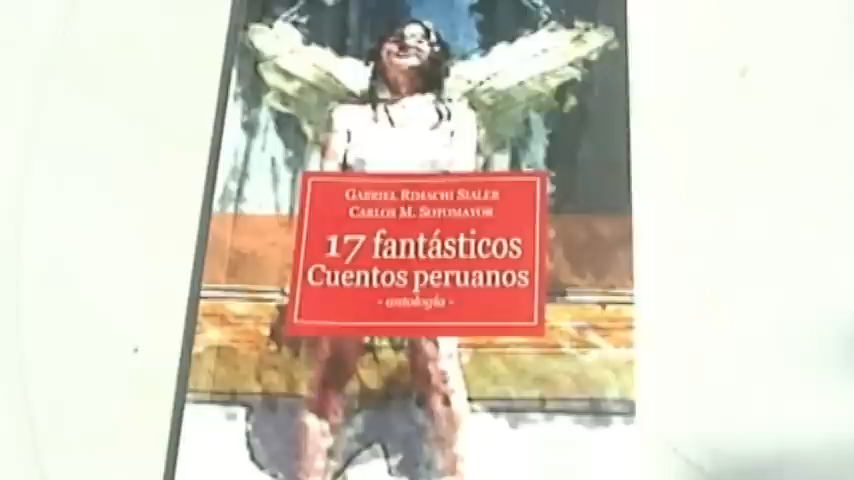 GABRIEL RIMACHI SIALER
CARLOS M. SOTOMAYOR
17 fantásticos
Cuentos peruanos
- antología -